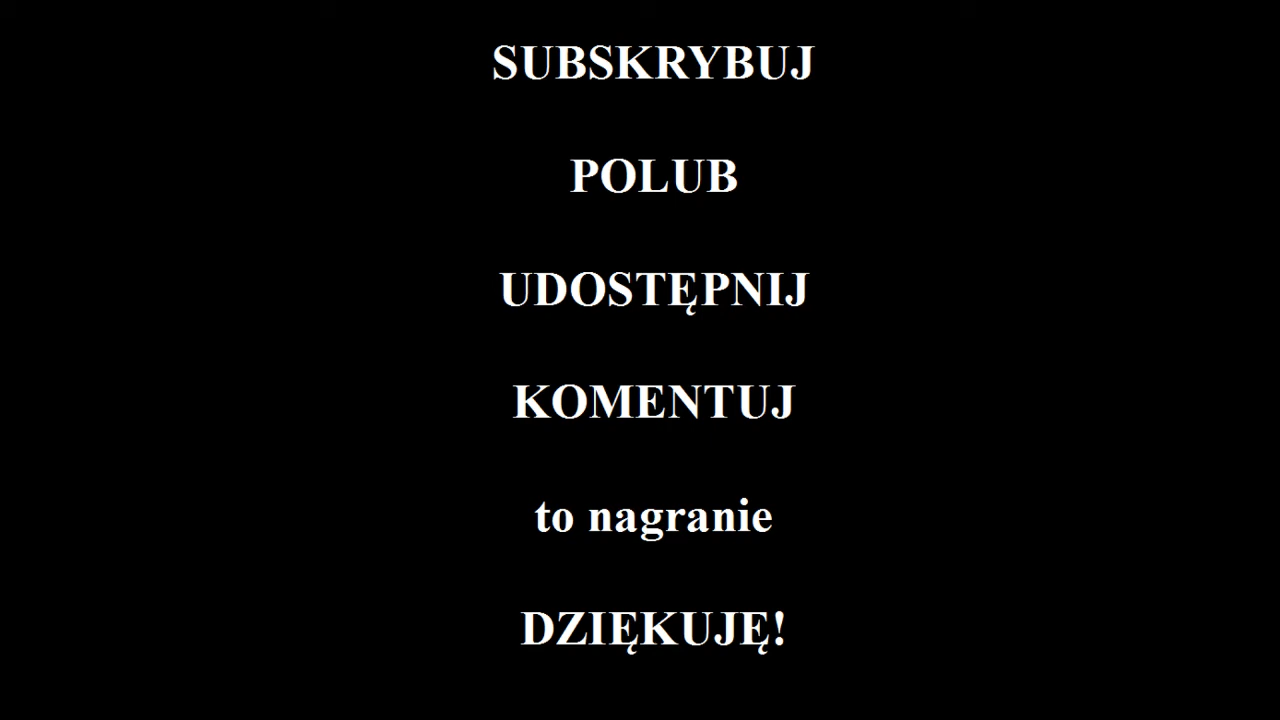 SUBSKRYBUJ
POLUB
UDOSTĘPNIJ
KOMENTUJ
to nagranie
DZIĘKUJĘ!